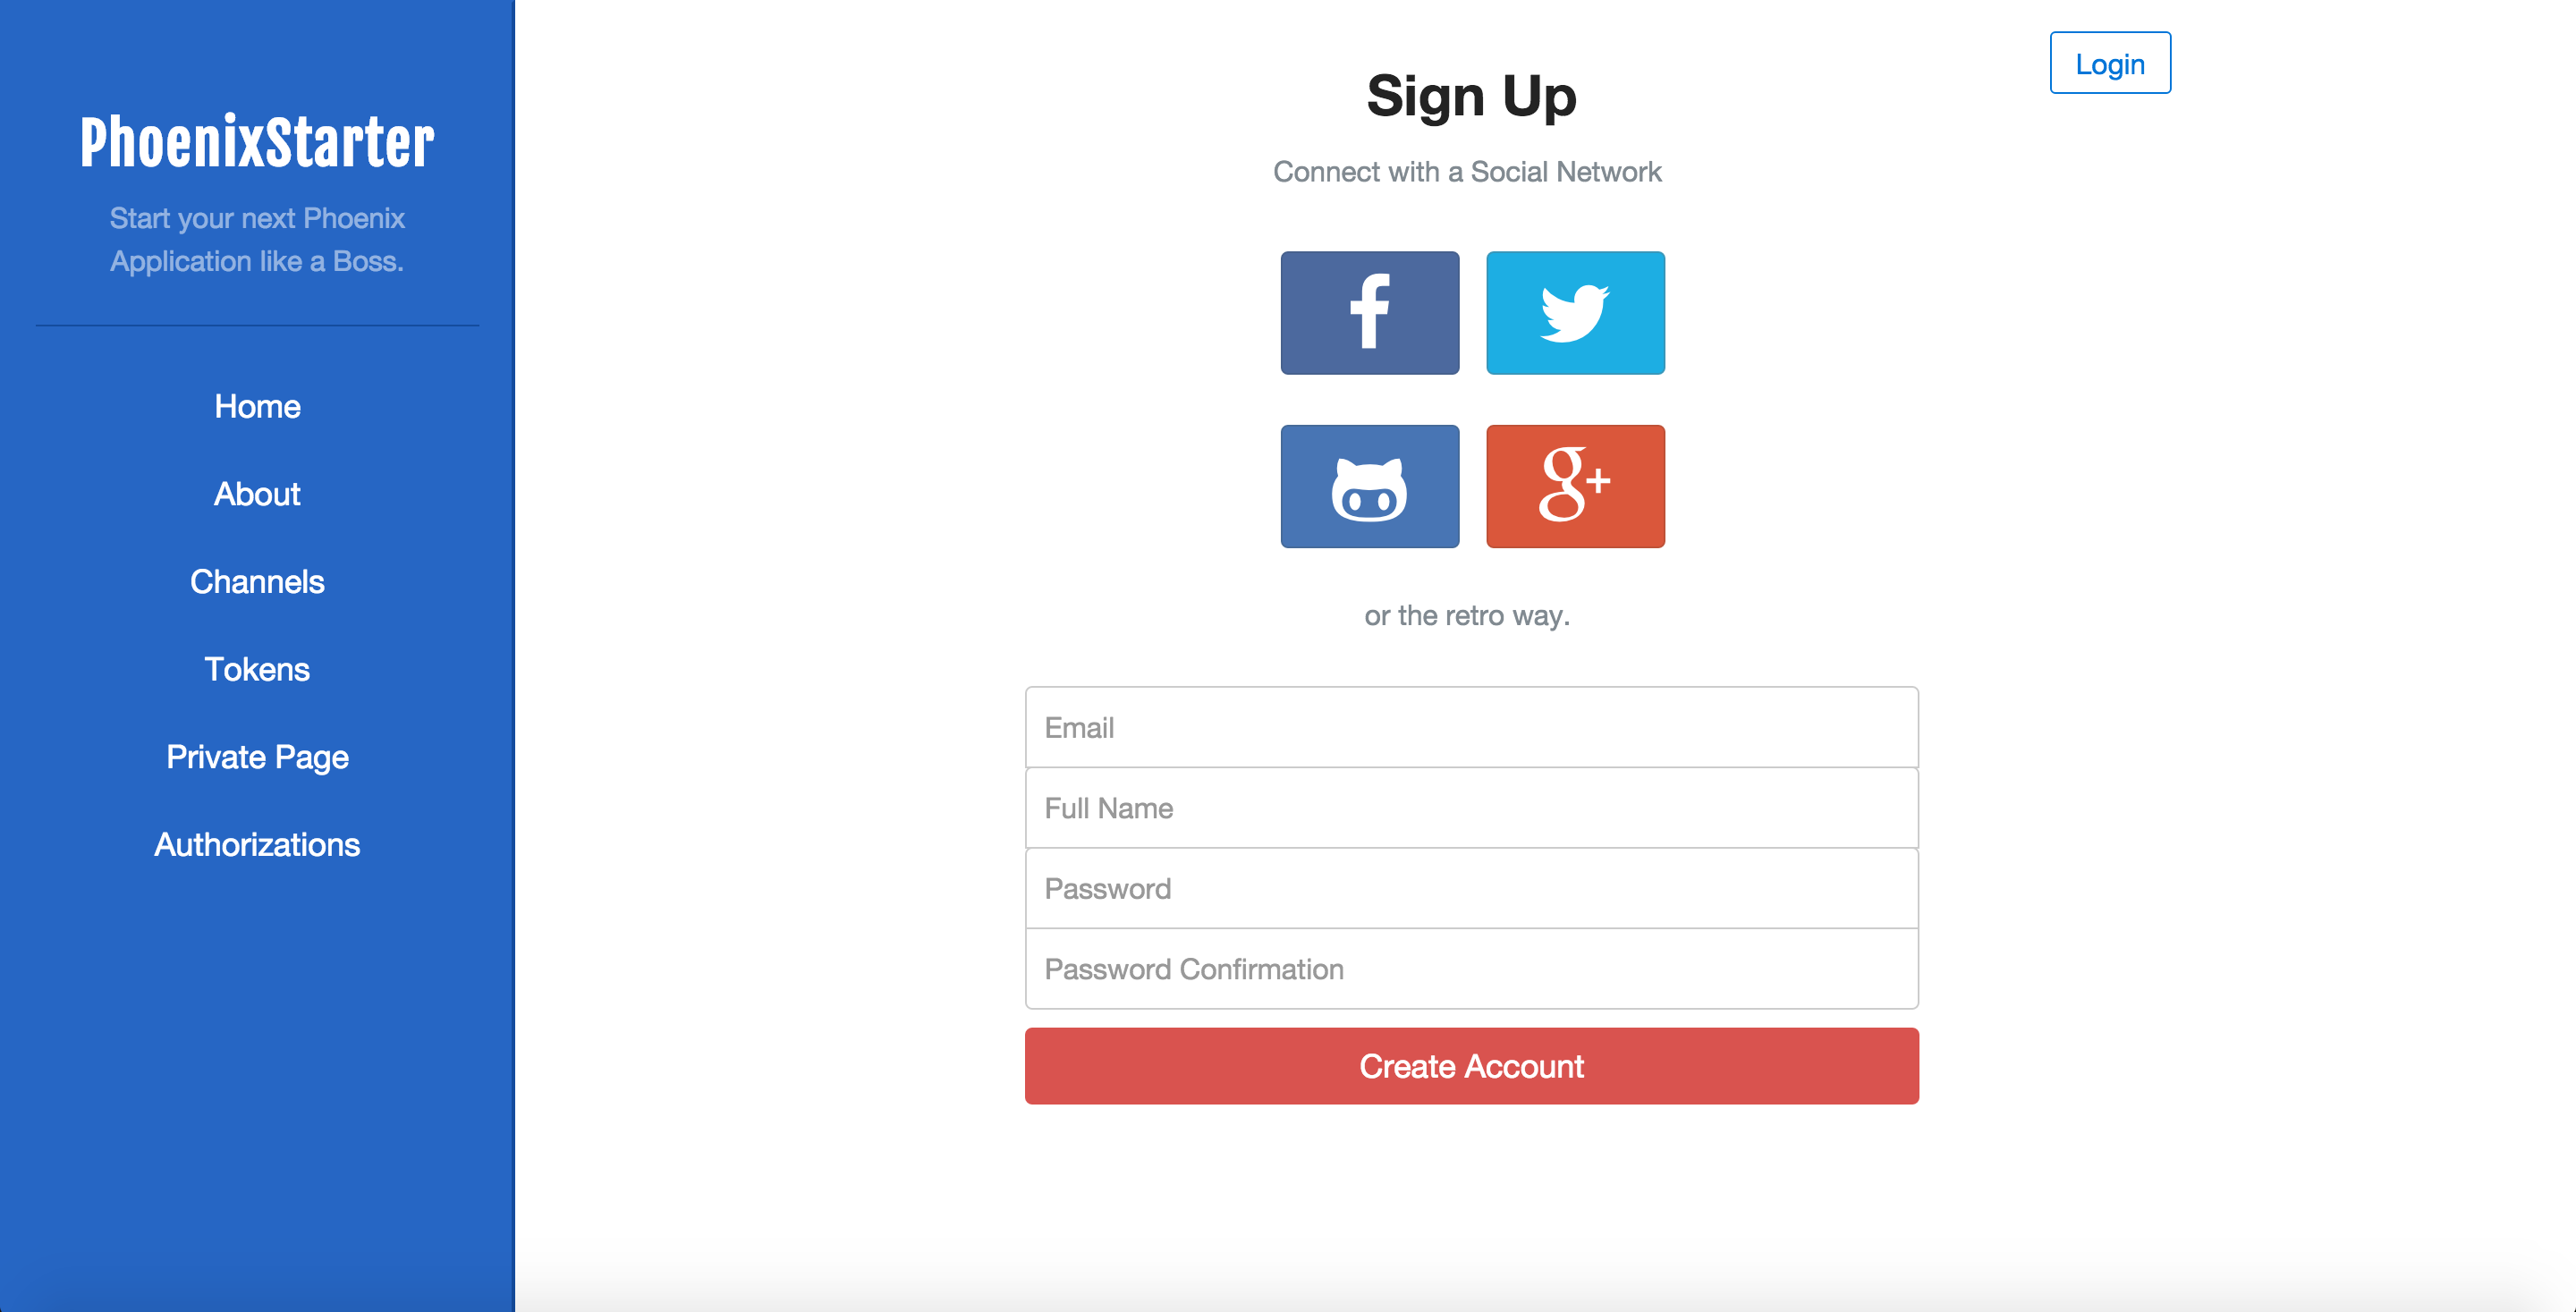 PhoenixStarter
Start your next Phoenix
Application like a Boss.
Home
About
Channels
Tokens
Private Page
Authorizations
Login
Sign Up
Connect with a Social Network
f
g+
or the retro way.
Email
Full Name
Password
Password Confirmation
Create Account